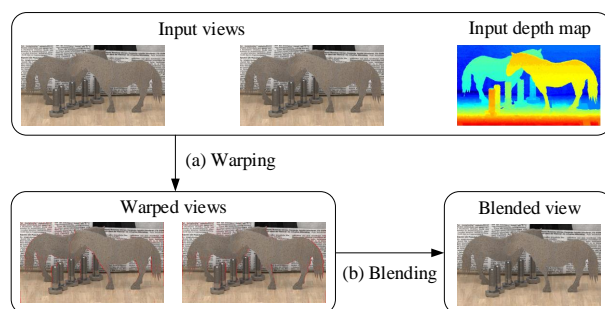 Input views
Input depth map
(a) Warping
Warped views
Blended view
(b) Blending